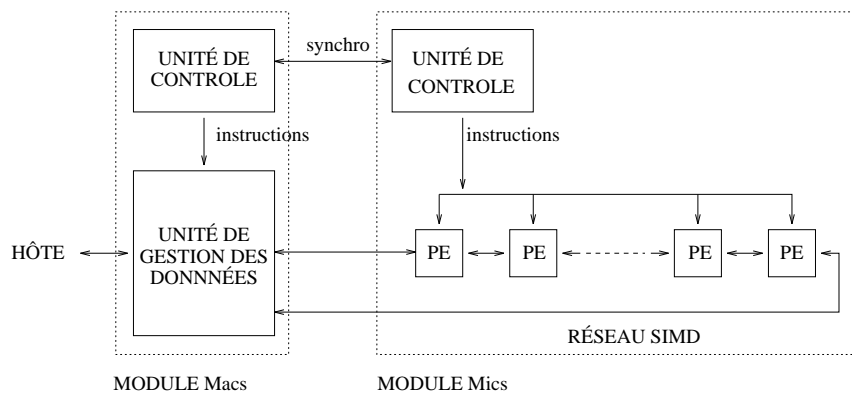 UNITÉ DE
CONTROLE
synchro
UNITÉ DE
CONTROLE
instructions
instructions
HÔTE
UNITÉ DE
GESTION DES
DONNNÉES
PE
PE
PE
PE
RÉSEAU SIMD
MODULE Macs
MODULE Mics